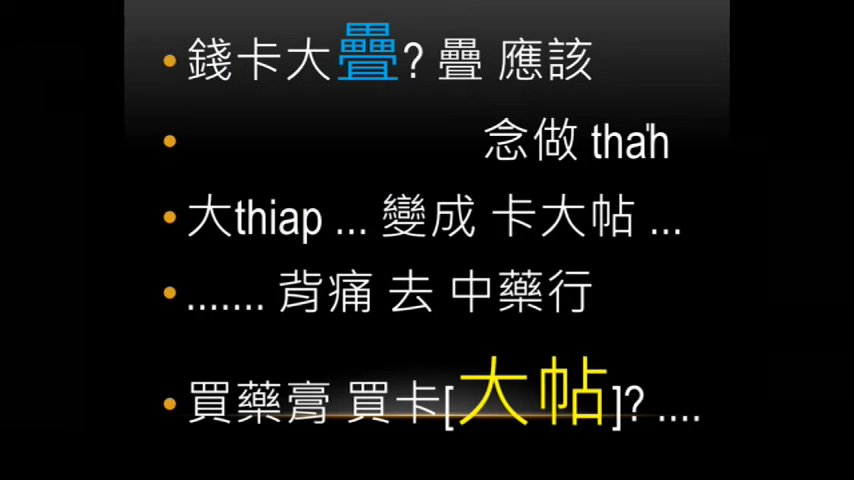 • 錢卡大疊? 疊 應該
• 念做 tha̍h
• 大thiap ... 變成 卡大帖 ...
• ....... 背痛 去 中藥行
• 買藥膏 買卡[大帖]? ....